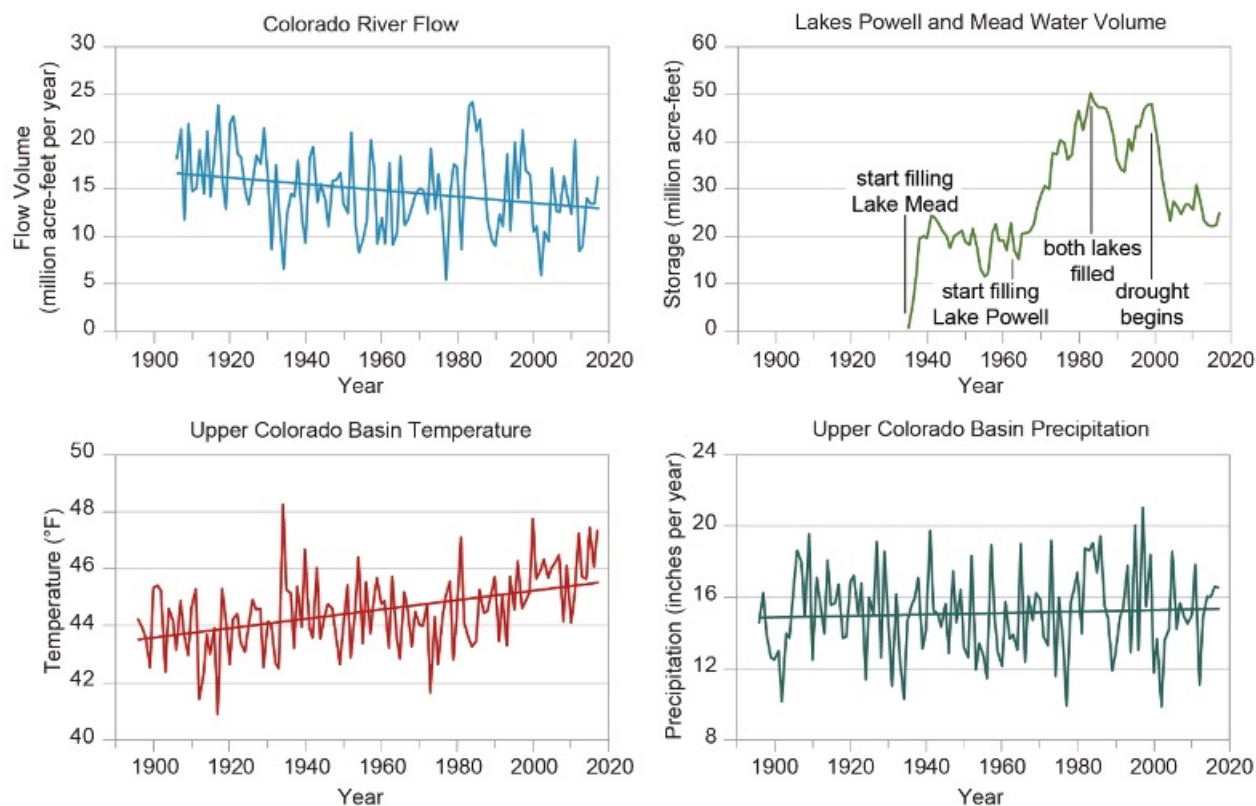 Colorado River Flow
30
25
20
15
10
5
0
Flow Volume
(million acre-feet per year)
1900 1920 1940 1960 1980 2000 2020
Year
Lakes Powell and Mead Water Volume
60
50
40
30
20
10
0
Storage (million acre-feet)
start filling
Lake Mead
start filling
Lake Powell
both lakes
filled
drought
begins
1900 1920 1940 1960 1980 2000 2020
Year
Upper Colorado Basin Temperature
50
48
46
44
42
40
Temperature (°F)
1900 1920 1940 1960 1980 2000 2020
Year
Upper Colorado Basin Precipitation
24
20
16
12
8
Precipitation (inches per year)
1900 1920 1940 1960 1980 2000 2020
Year